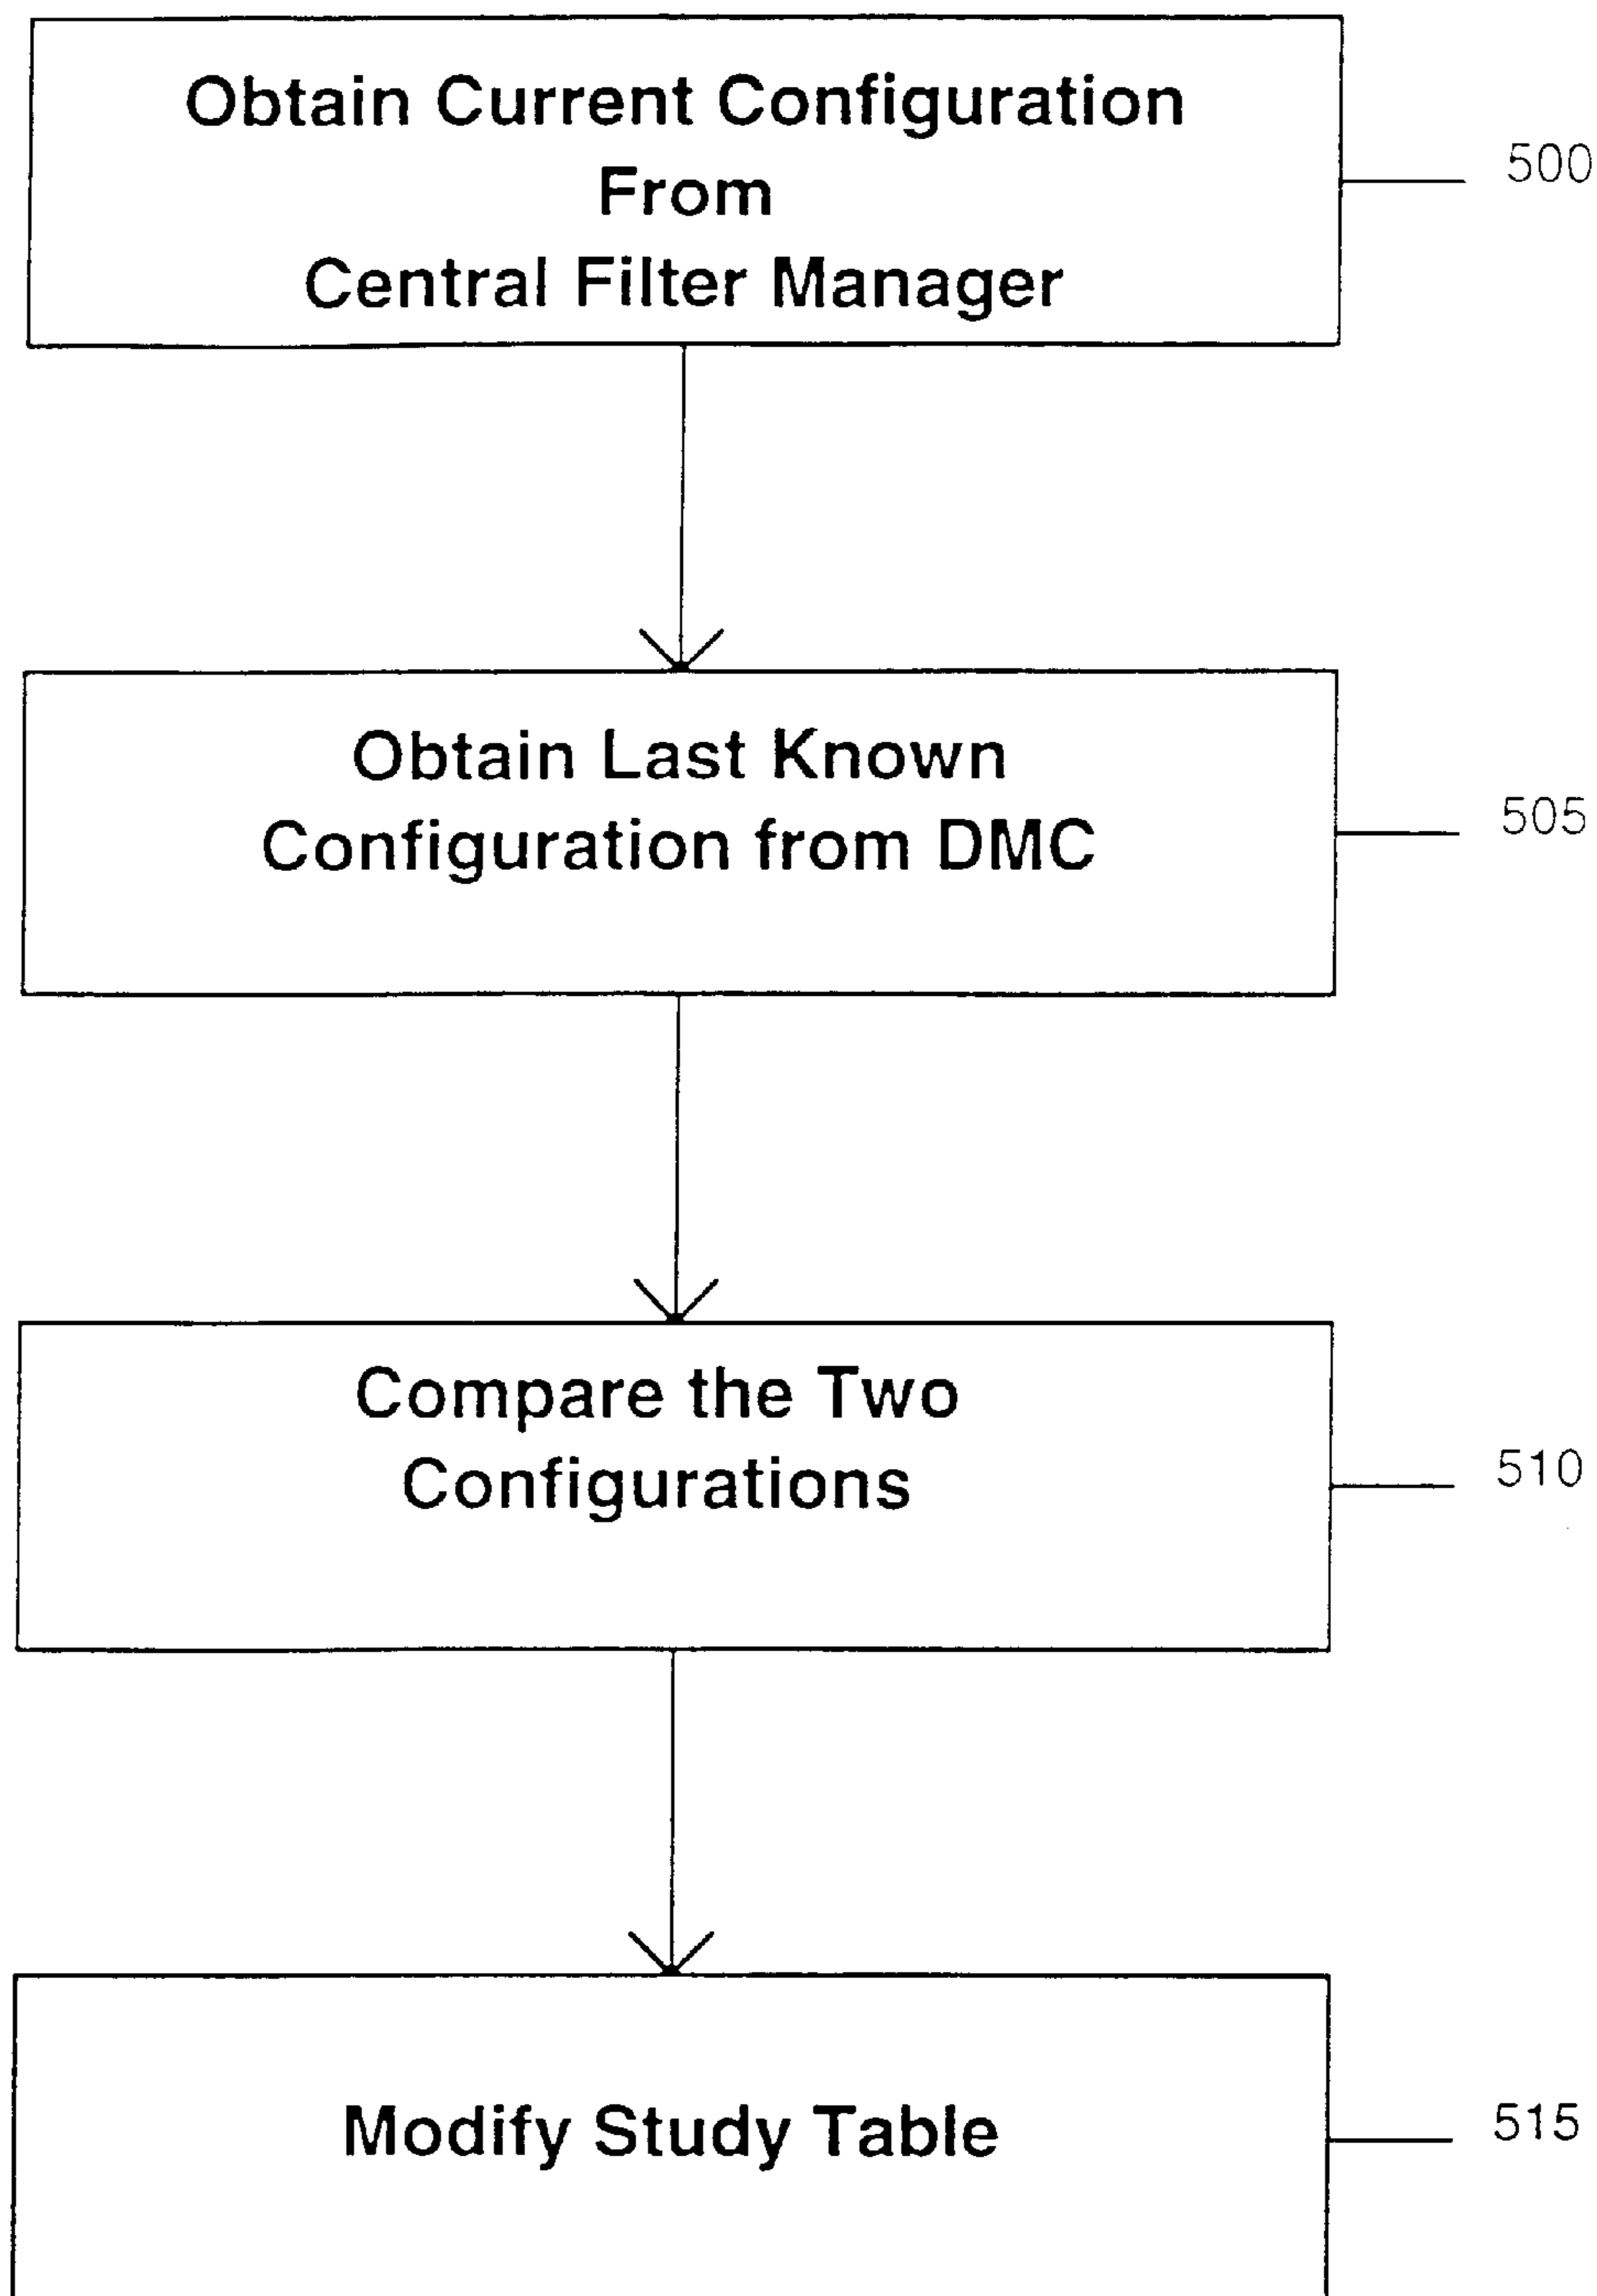 Obtain Current Configuration
From
Central Filter Manager
500
Obtain Last Known
Configuration from DMC
505
Compare the Two
Configurations
510
Modify Study Table
515